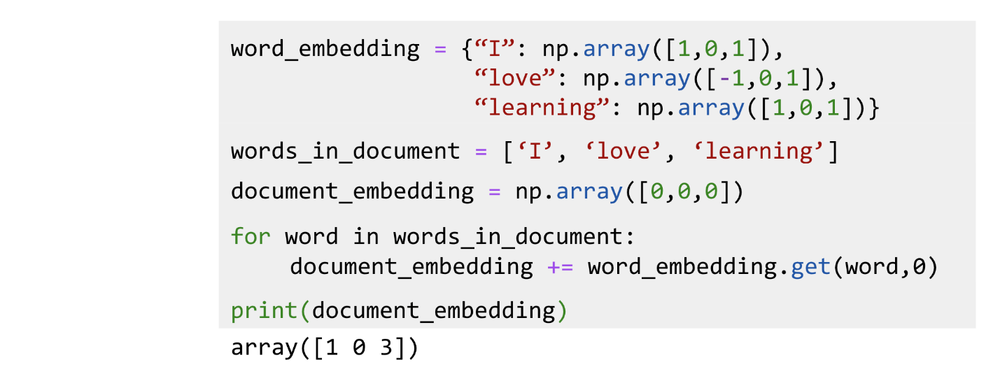 word_embedding = {“I”: np.array([1,0,1]),
“love”: np.array([-1,0,1]),
“learning”: np.array([1,0,1])}
words_in_document = [‘I’, ‘love’, ‘learning’]
document_embedding = np.array([0,0,0])
for word in words_in_document:
document_embedding += word_embedding.get(word,0)
print(document_embedding)
array([1 0 3])